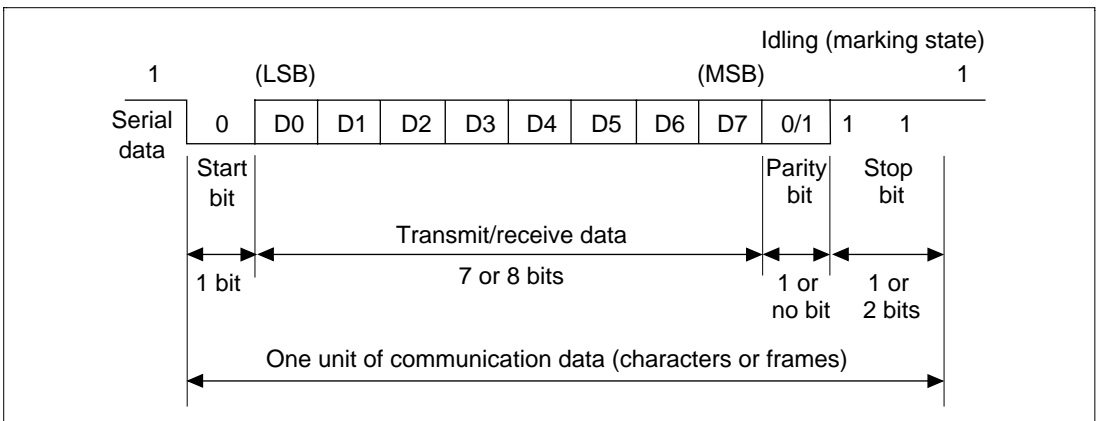 Idling (marking state)
1 (LSB) (MSB) 1
Serial data
0 D0 D1 D2 D3 D4 D5 D6 D7 0/1 1 1
Start bit
Parity bit
Stop bit
Transmit/receive data
1 bit
7 or 8 bits
1 or no bit
1 or 2 bits
One unit of communication data (characters or frames)